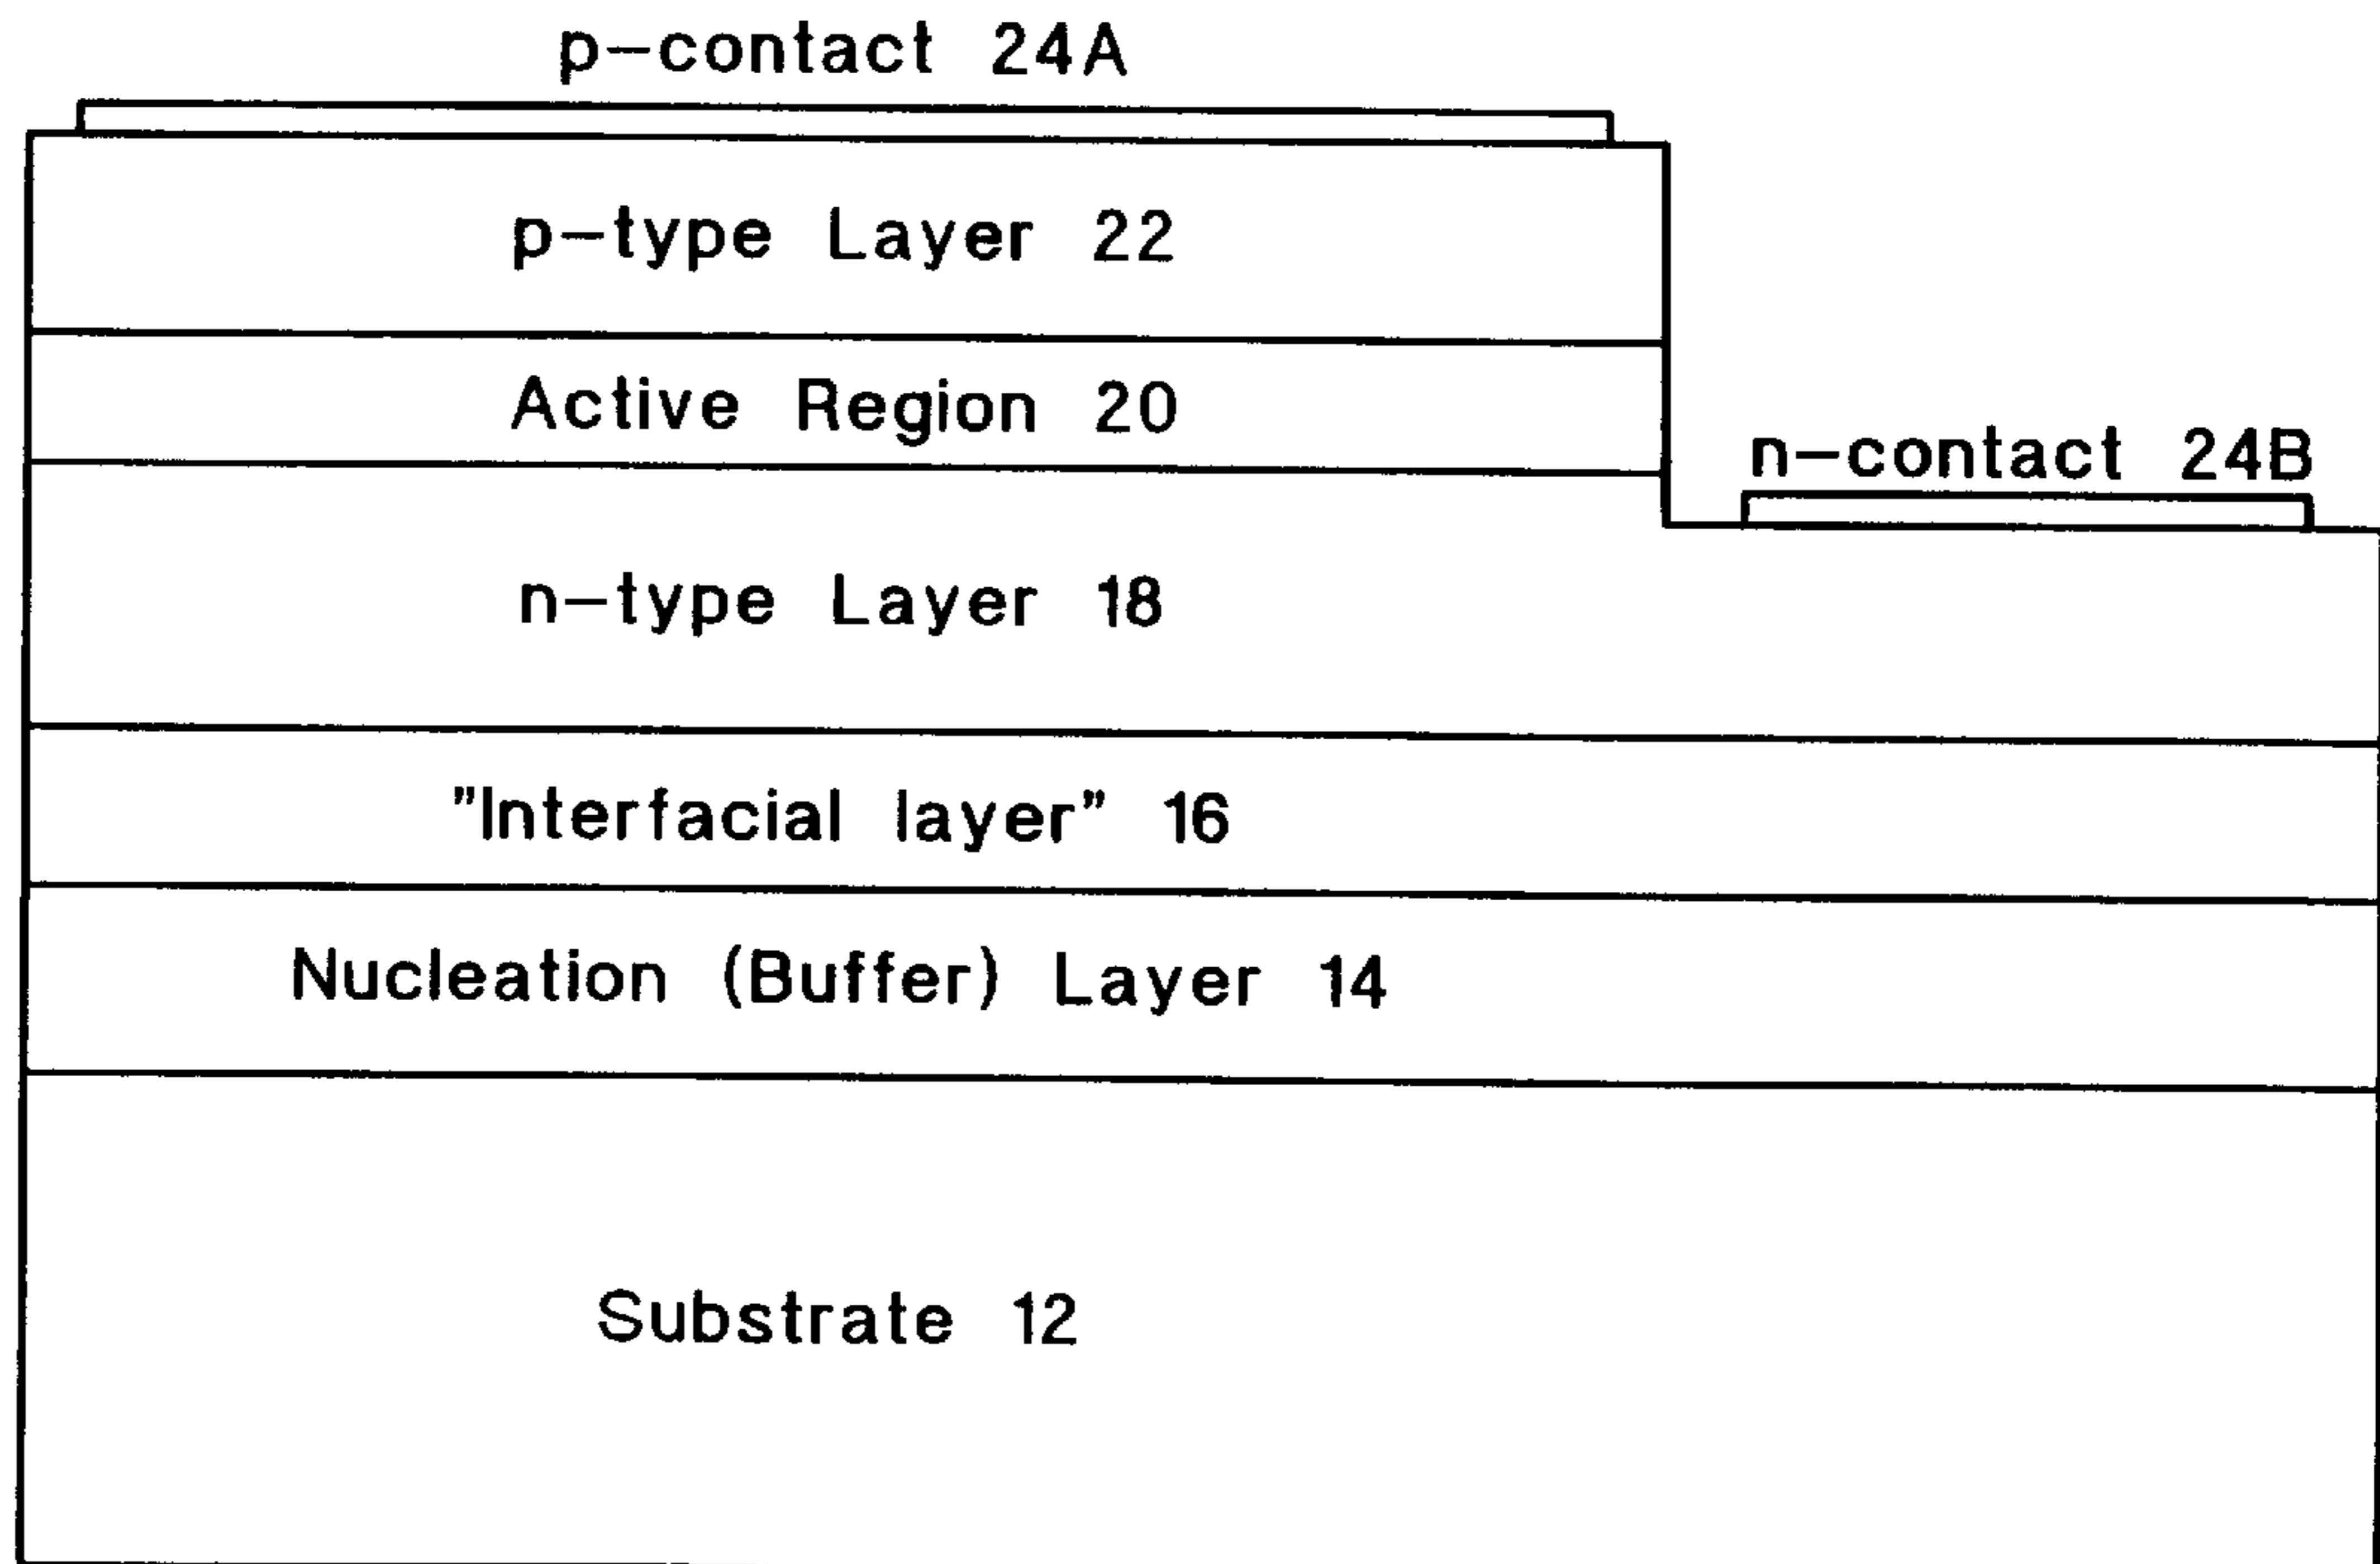 p-contact 24A
p-type Layer 22
Active Region 20
n-contact 24B
n-type Layer 18
"Interfacial layer" 16
Nucleation (Buffer) Layer 14
Substrate 12